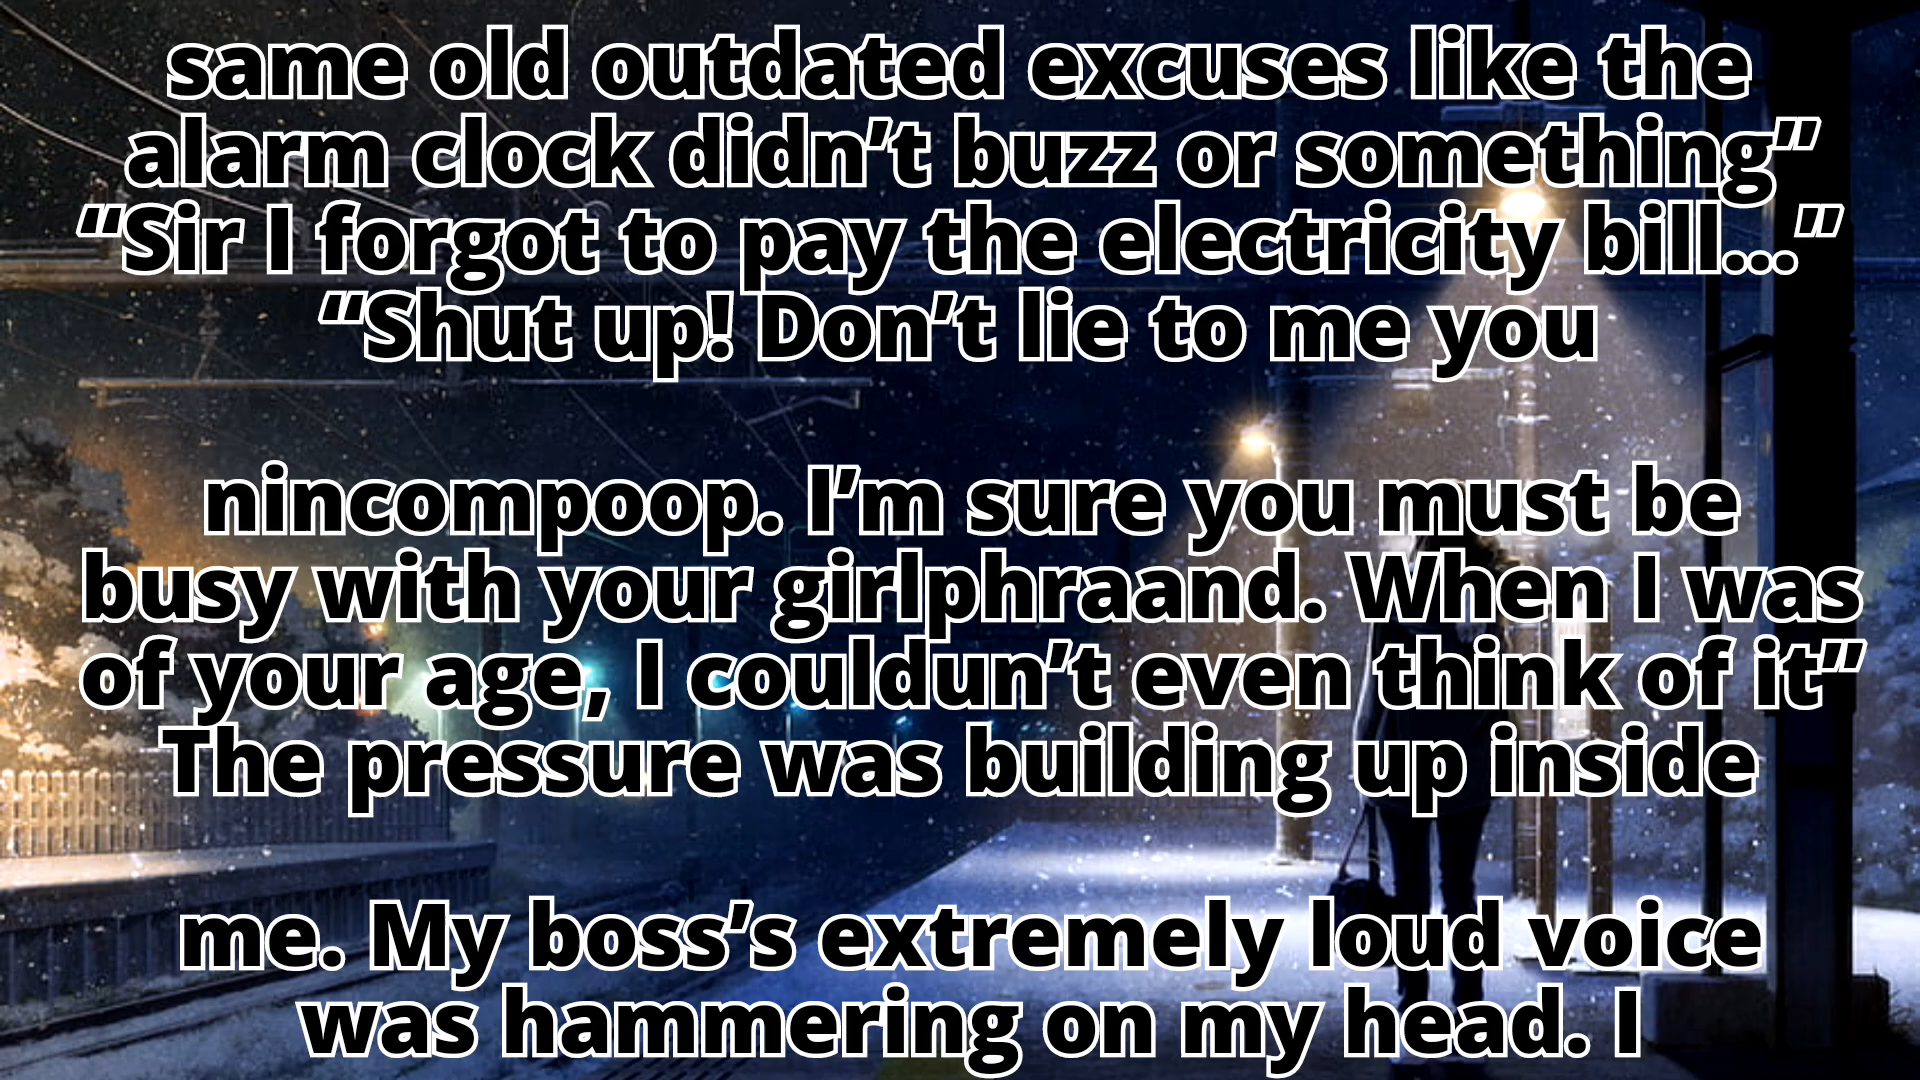 same old outdated excuses like the
alarm clock didn’t buzz or something”
“Sir I forgot to pay the electricity bill...”
“Shut up! Don’t lie to me you
nincompoop. I’m sure you must be
busy with your girlphraand. When I was
of your age, I couldun’t even think of it”
The pressure was building up inside
me. My boss’s extremely loud voice
was hammering on my head. I